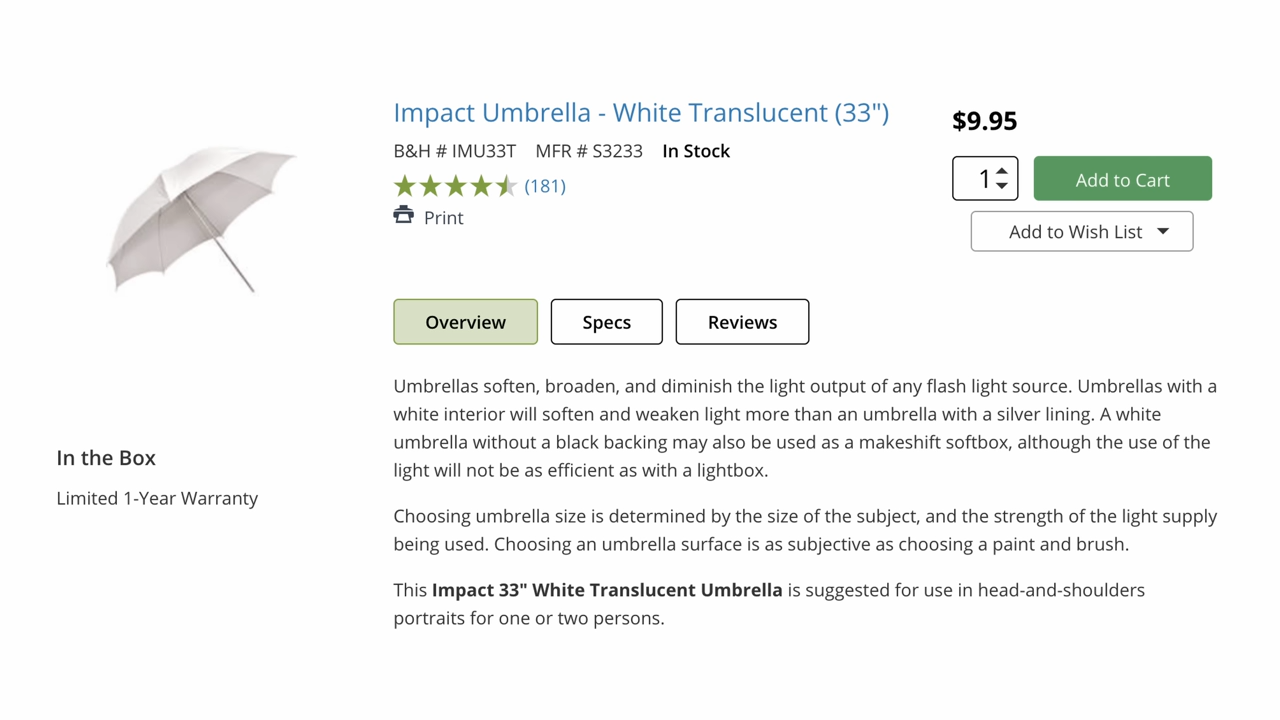 Impact Umbrella - White Translucent (33")
B&H # IMU33T MFR # S3233 In Stock
(181)
Print
$9.95
1
Add to Cart
Add to Wish List
Overview
Specs
Reviews
Umbrellas soften, broaden, and diminish the light output of any flash light source. Umbrellas with a
white interior will soften and weaken light more than an umbrella with a silver lining. A white
umbrella without a black backing may also be used as a makeshift softbox, although the use of the
light will not be as efficient as with a lightbox.
Choosing umbrella size is determined by the size of the subject, and the strength of the light supply
being used. Choosing an umbrella surface is as subjective as choosing a paint and brush.
This Impact 33" White Translucent Umbrella is suggested for use in head-and-shoulders
portraits for one or two persons.
In the Box
Limited 1-Year Warranty